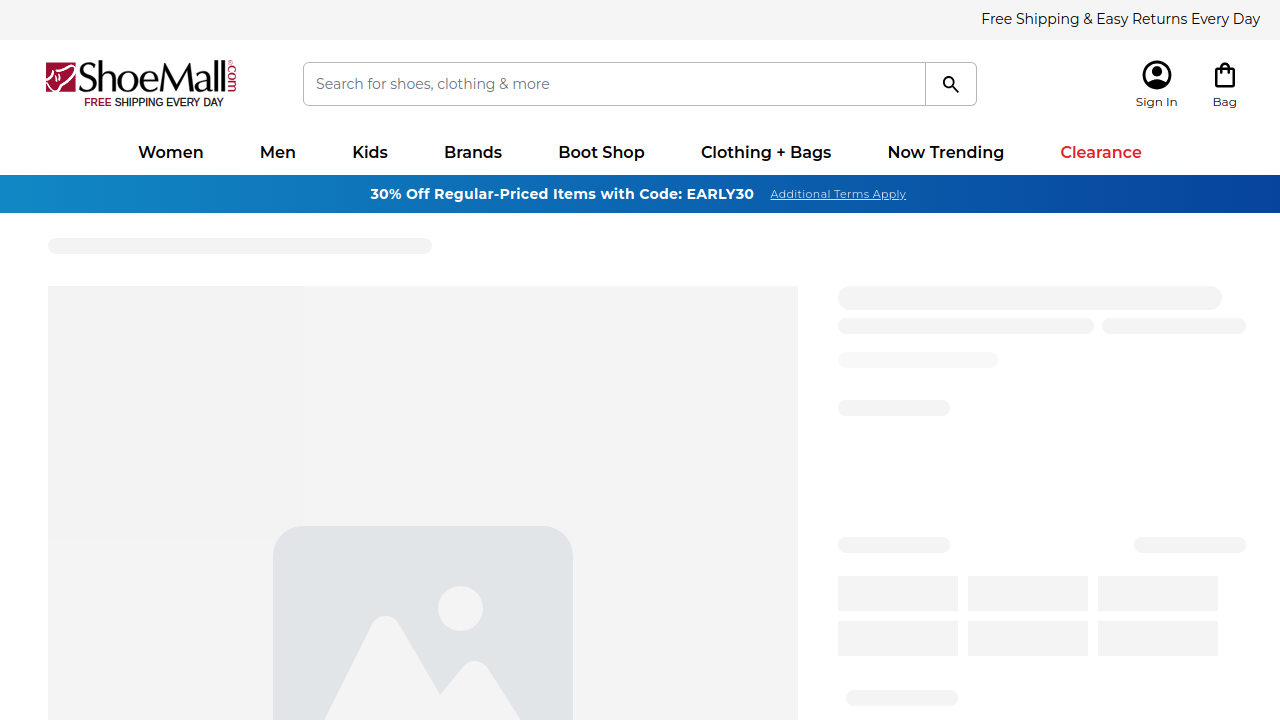 Free Shipping & Easy Returns Every Day
ShoeMall®.com
FREE SHIPPING EVERY DAY
Search for shoes, clothing & more
Sign In
Bag
Women
Men
Kids
Brands
Boot Shop
Clothing + Bags
Now Trending
Clearance
30% Off Regular-Priced Items with Code: EARLY30
Additional Terms Apply